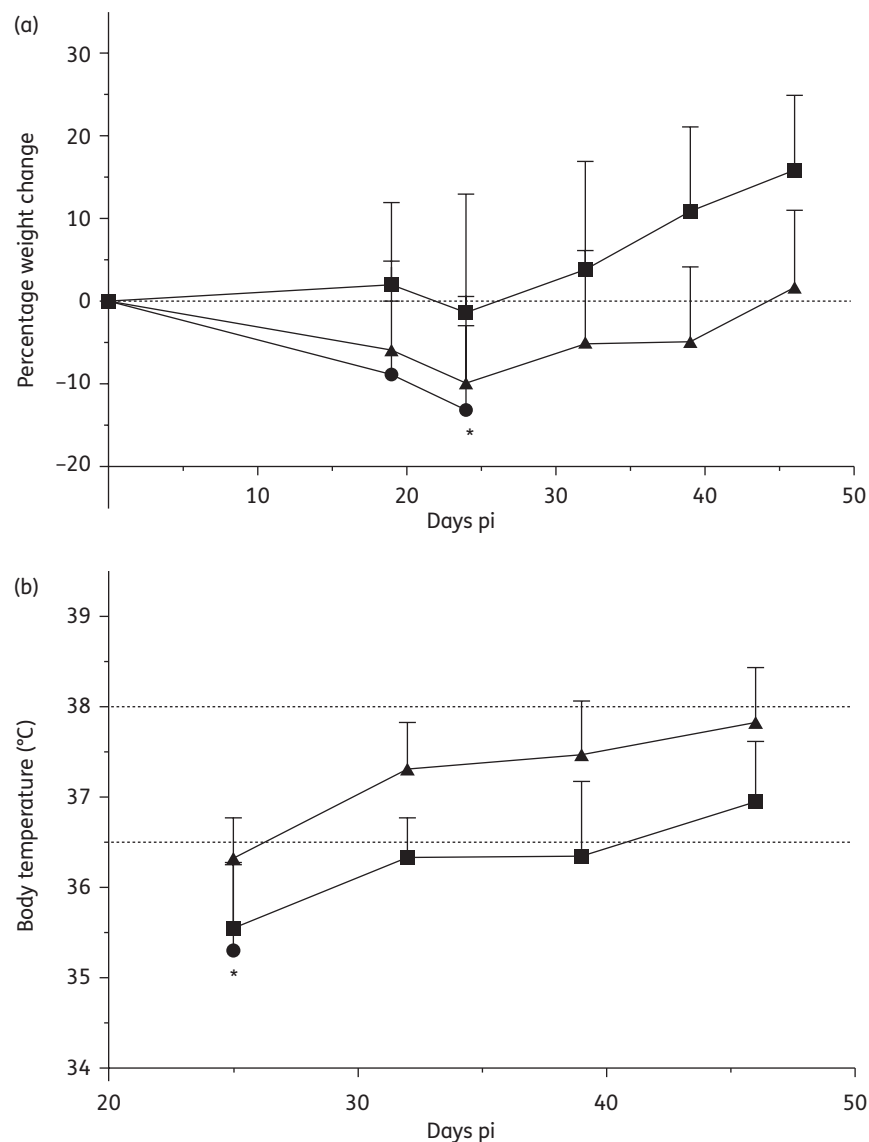 (a)
30
20
10
0
−10
−20
Percentage weight change
*
10 20 30 40 50
Days pi
(b)
39
38
37
36
35
34
Body temperature (°C)
*
20 30 40 50
Days pi